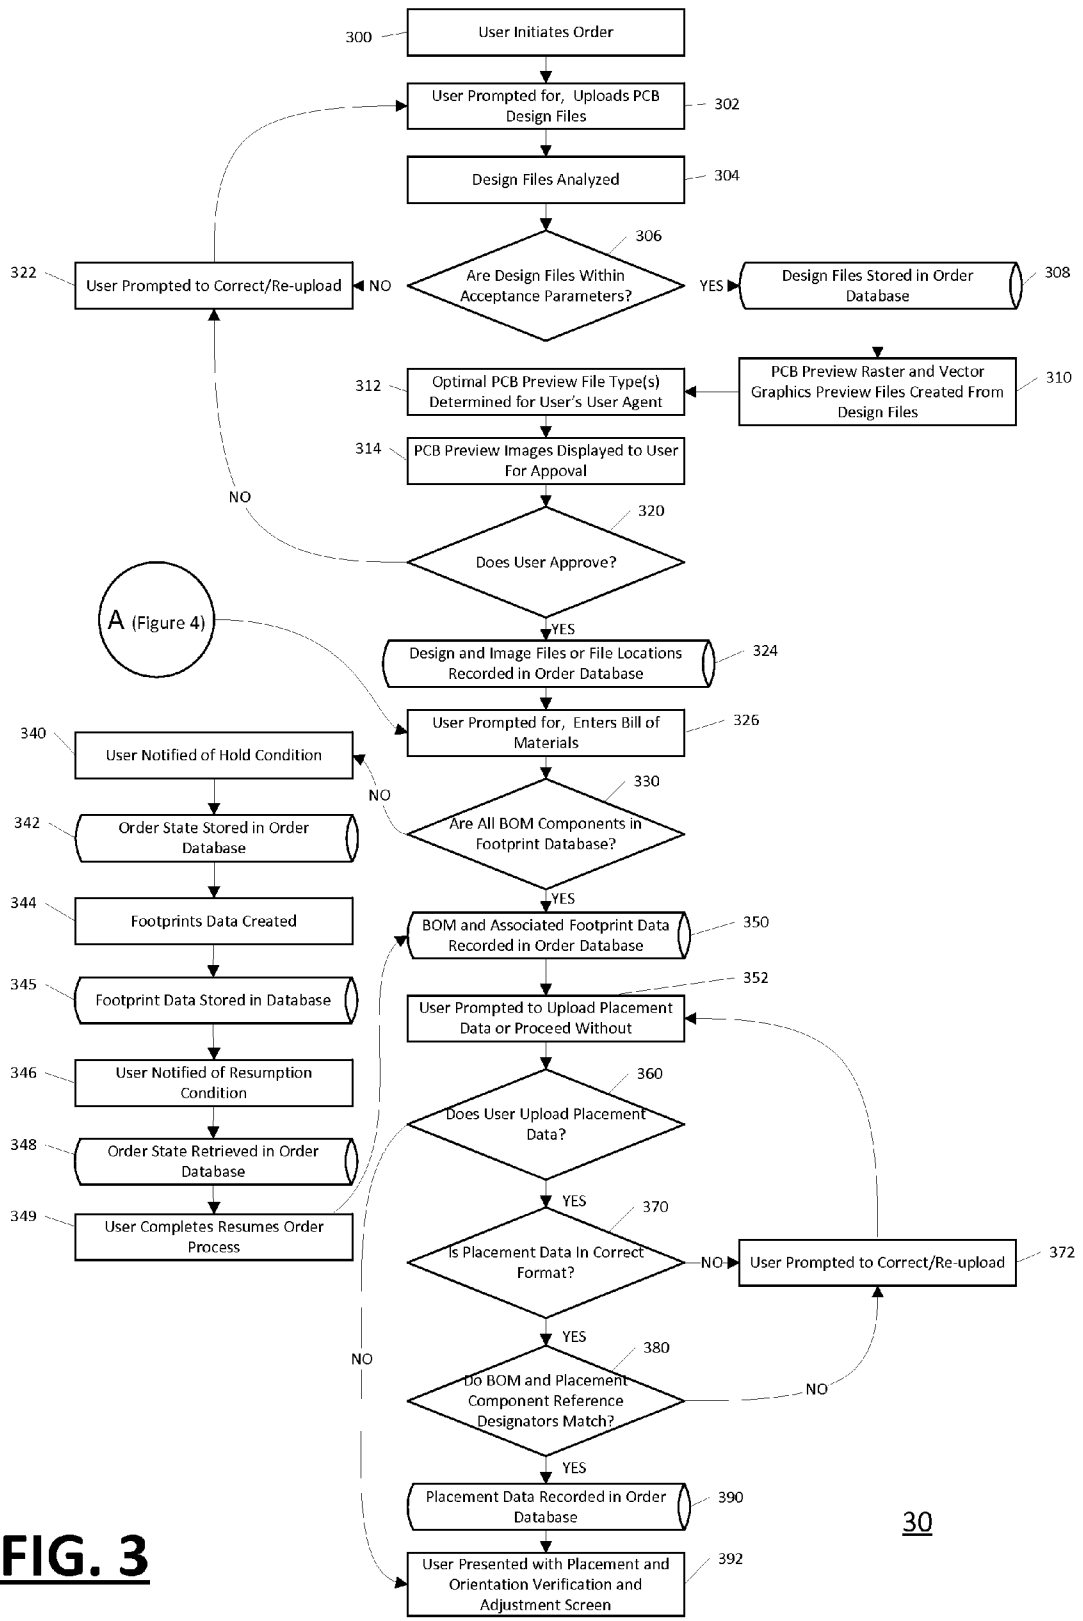 300
User Initiates Order
User Prompted for, Uploads PCB
Design Files
302
Design Files Analyzed
304
306
Are Design Files Within
Acceptance Parameters?
NO
322
User Prompted to Correct/Re-upload
YES
Design Files Stored in Order
Database
308
PCB Preview Raster and Vector
Graphics Preview Files Created From
Design Files
310
312
Optimal PCB Preview File Type(s)
Determined for User's User Agent
314
PCB Preview Images Displayed to User
For Appoval
320
Does User Approve?
NO
YES
A (Figure 4)
Design and Image Files or File Locations
Recorded in Order Database
324
User Prompted for, Enters Bill of
Materials
326
330
Are All BOM Components in
Footprint Database?
NO
340
User Notified of Hold Condition
342
Order State Stored in Order
Database
344
Footprints Data Created
345
Footprint Data Stored in Database
346
User Notified of Resumption
Condition
348
Order State Retrieved in Order
Database
349
User Completes Resumes Order
Process
YES
BOM and Associated Footprint Data
Recorded in Order Database
350
352
User Prompted to Upload Placement
Data or Proceed Without
360
Does User Upload Placement
Data?
YES
370
Is Placement Data In Correct
Format?
NO
User Prompted to Correct/Re-upload
372
YES
380
Do BOM and Placement
Component Reference
Designators Match?
NO
NO
YES
Placement Data Recorded in Order
Database
390
User Presented with Placement and
Orientation Verification and
Adjustment Screen
392
30
FIG. 3